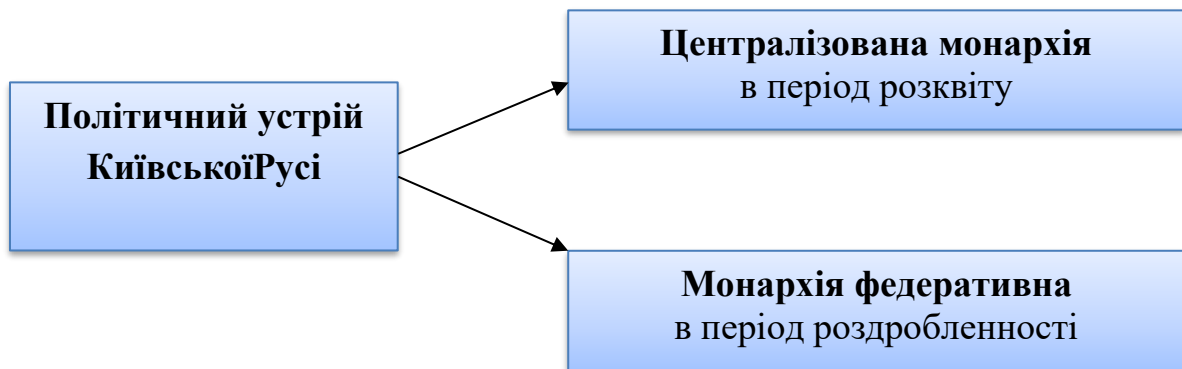 Політичний устрій
КиївськоїРусі
Централізована монархія
в період розквіту
Монархія федеративна
в період роздробленності